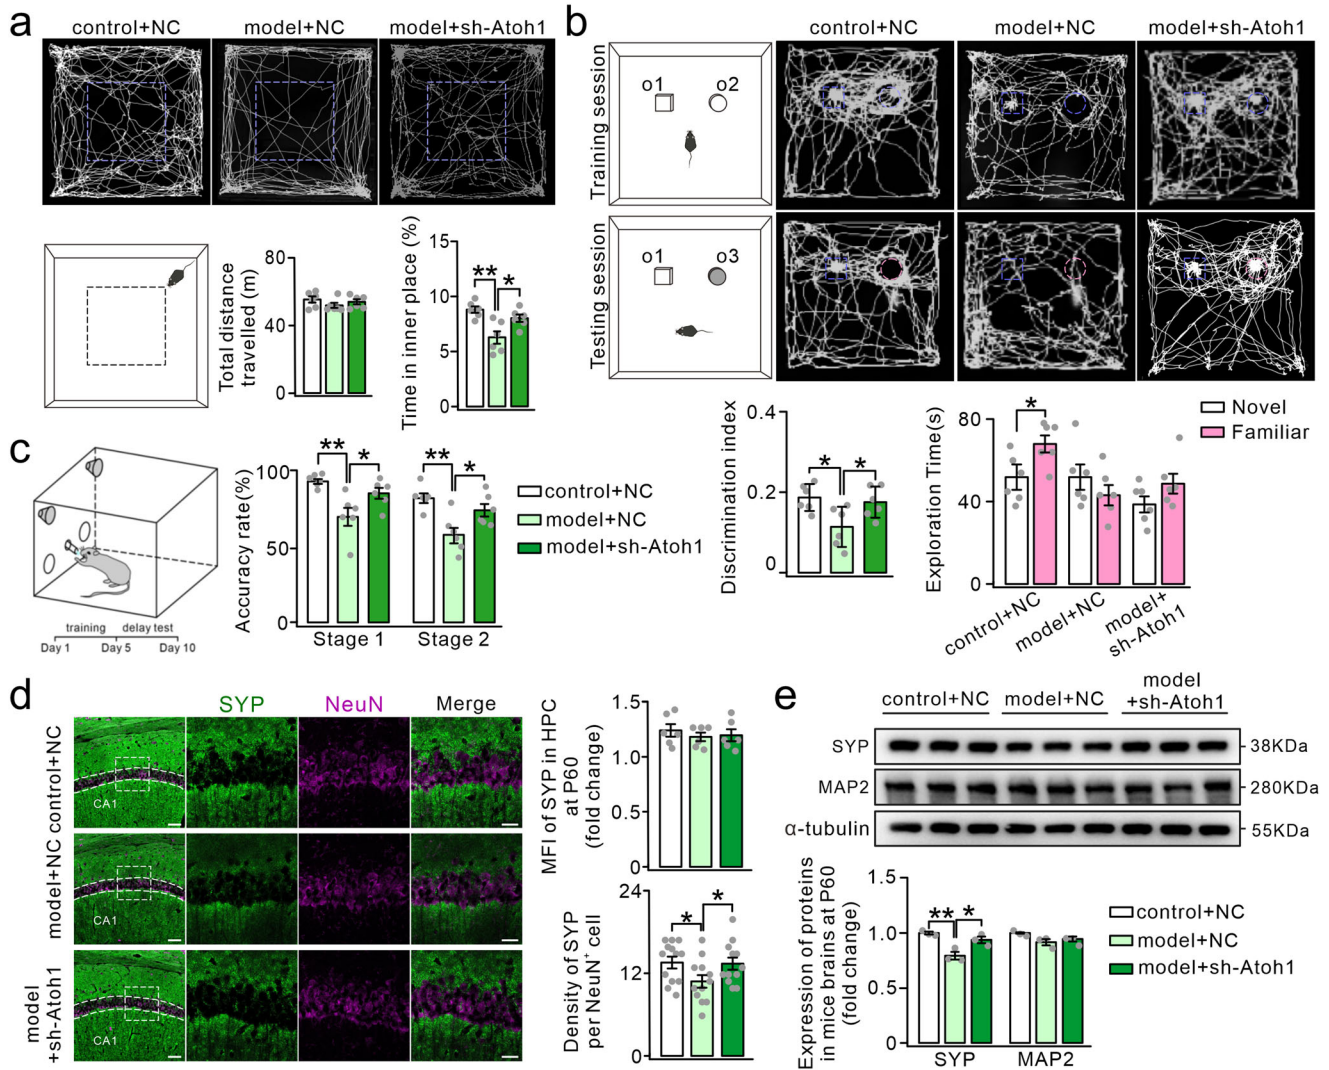 a
control+NC
model+NC
model+sh-Atoh1
Total distance
travelled (m)
80
40
0
Time in inner place (%)
15
10
5
0
**
*
b
control+NC
model+NC
model+sh-Atoh1
Training session
o1
o2
Testing session
o1
o3
Discrimination index
0.4
0.2
0
*
*
Exploration Time(s)
80
40
0
*
control+NC
model+NC
model+
sh-Atoh1
Novel
Familiar
c
training
delay test
Day 1
Day 5
Day 10
Accuracy rate(%)
100
50
0
**
*
**
*
Stage 1
Stage 2
control+NC
model+NC
model+sh-Atoh1
d
SYP
NeuN
Merge
control+NC
CA1
model+NC
CA1
model
+sh-Atoh1
CA1
MFI of SYP in HPC
at P60
(fold change)
1.5
1.0
0.5
0
Density of SYP
per NeuN+ cell
24
12
0
*
*
e
control+NC
model+NC
model
+sh-Atoh1
SYP
38KDa
MAP2
280KDa
α-tubulin
55KDa
Expression of proteins
in mice brains at P60
(fold change)
1.5
1.0
0.5
0
**
*
SYP
MAP2
control+NC
model+NC
model+sh-Atoh1